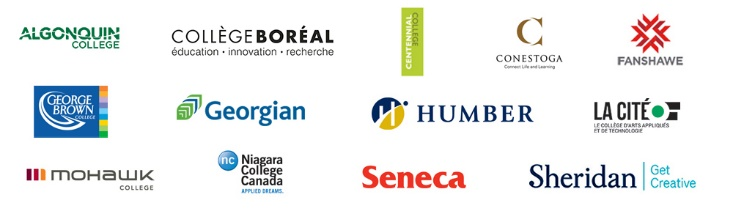 ALGONQUIN
COLLEGE
COLLÈGEBORÉAL
éducation · innovation · recherche
CENTENNIAL
COLLEGE
C
CONESTOGA
Connect Life and Learning
FANSHAWE
GEORGE
BROWN
COLLEGE
Georgian
H HUMBER
LA CITÉ
LE COLLÈGE D'ARTS APPLIQUÉS
ET DE TECHNOLOGIE
mohawk
COLLEGE
nc Niagara
College
Canada
APPLIED DREAMS.
Seneca
Sheridan
Get
Creative